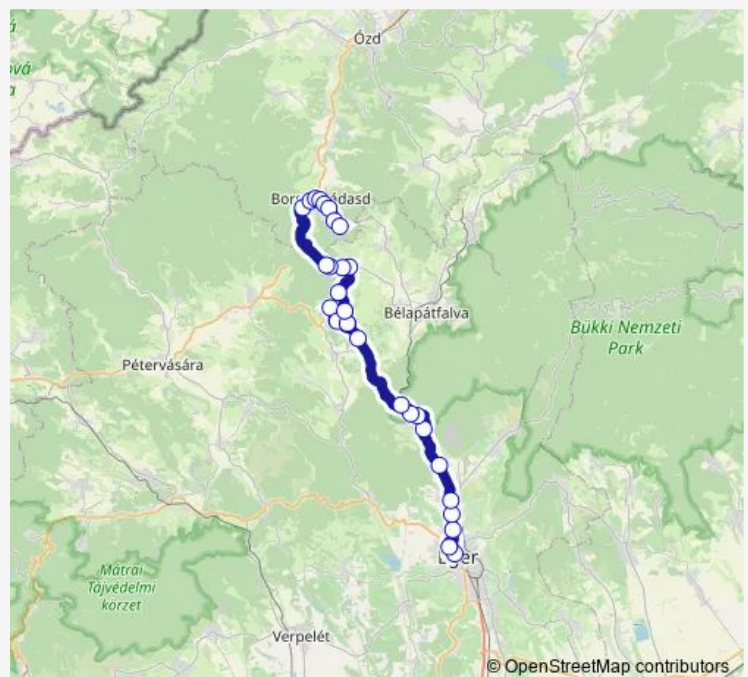 Ózd
Pétervására
Bélapátfalva
Bükki Nemzeti
Park
Mátrai
Tájvédelmi
körzet
Verpelét
© OpenStreetMap contributors